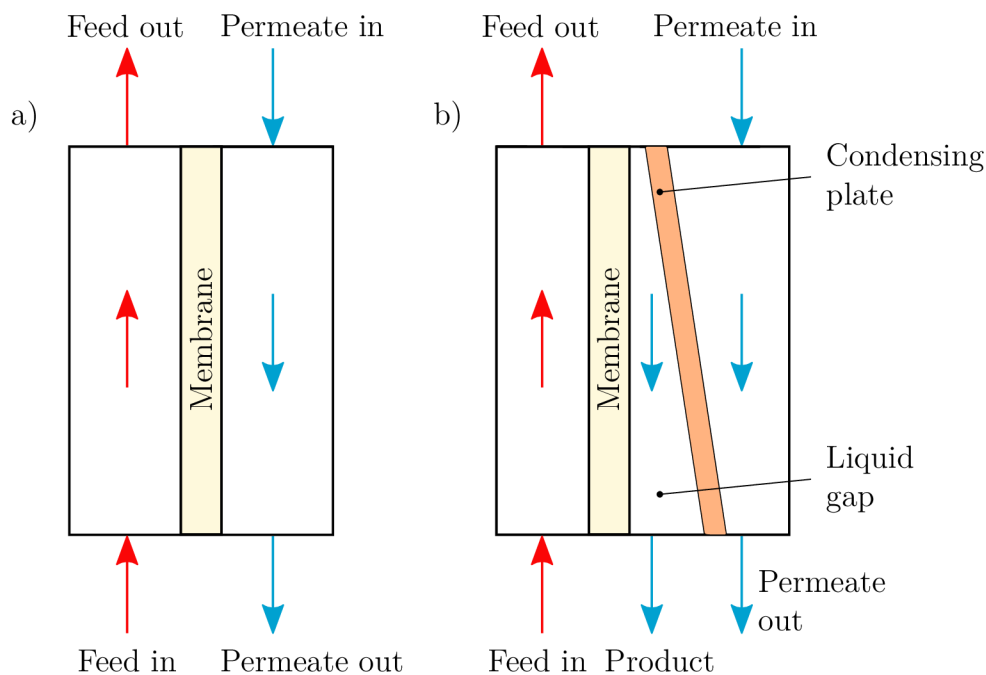 Feed out
Permeate in
a)
Membrane
Feed in
Permeate out
Feed out
Permeate in
b)
Condensing
plate
Membrane
Liquid
gap
Permeate
out
Feed in
Product